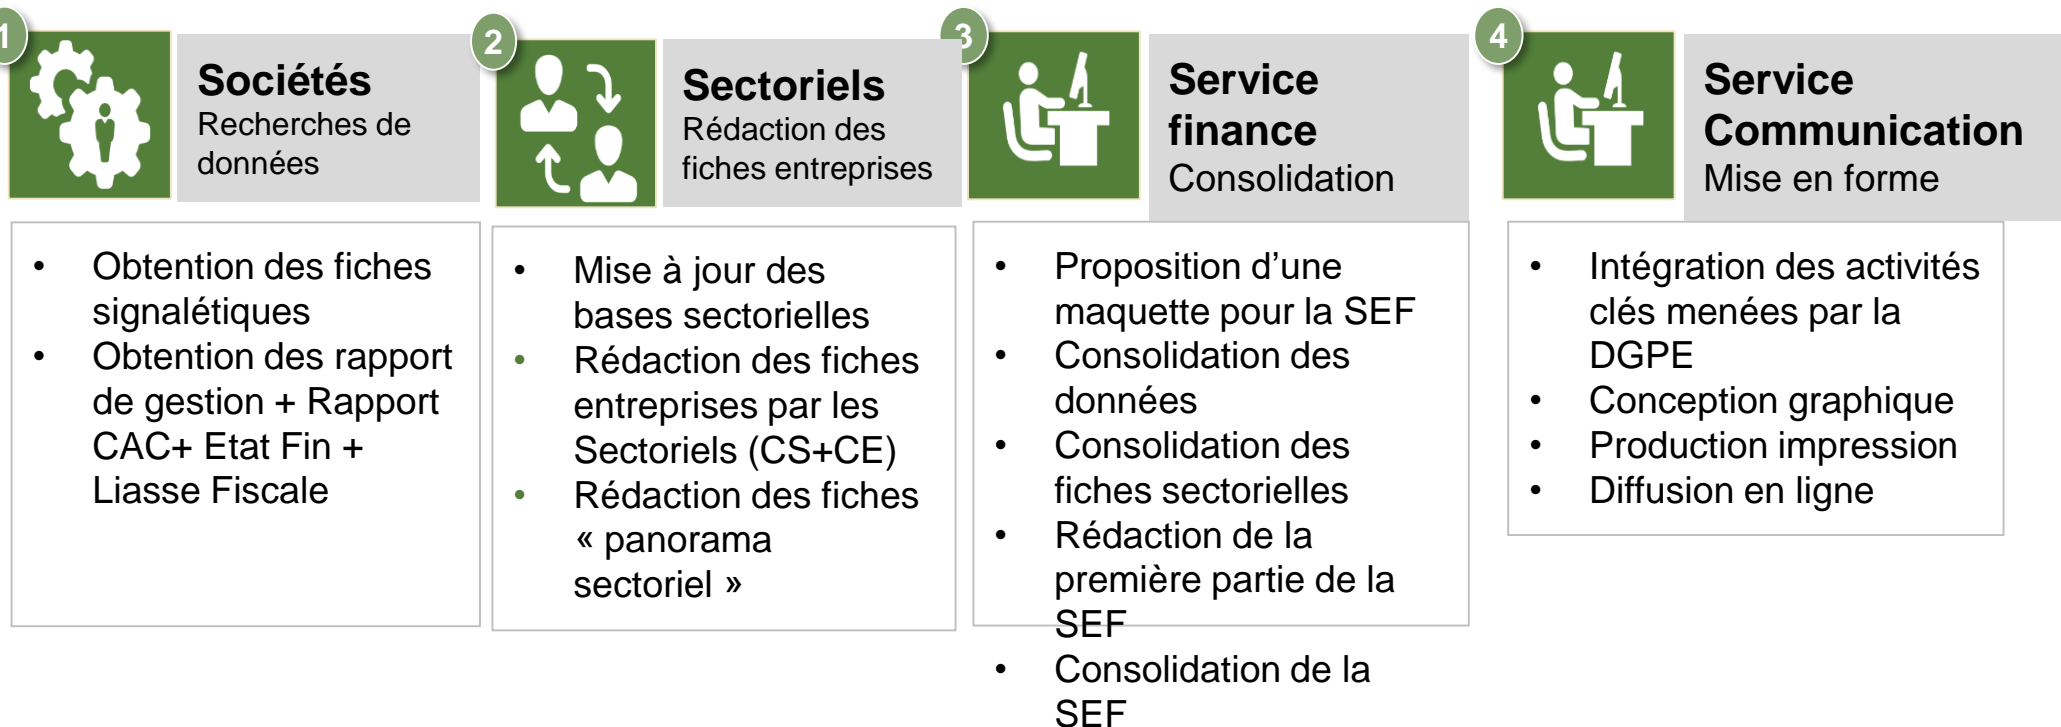 1
Sociétés
Recherches de
données
• Obtention des fiches
signalétiques
• Obtention des rapport
de gestion + Rapport
CAC+ Etat Fin +
Liasse Fiscale
2
Sectoriels
Rédaction des
fiches entreprises
• Mise à jour des
bases sectorielles
• Rédaction des fiches
entreprises par les
Sectoriels (CS+CE)
• Rédaction des fiches
« panorama
sectoriel »
3
Service
finance
Consolidation
• Proposition d’une
maquette pour la SEF
• Consolidation des
données
• Consolidation des
fiches sectorielles
• Rédaction de la
première partie de la
SEF
• Consolidation de la
SEF
4
Service
Communication
Mise en forme
• Intégration des activités
clés menées par la
DGPE
• Conception graphique
• Production impression
• Diffusion en ligne